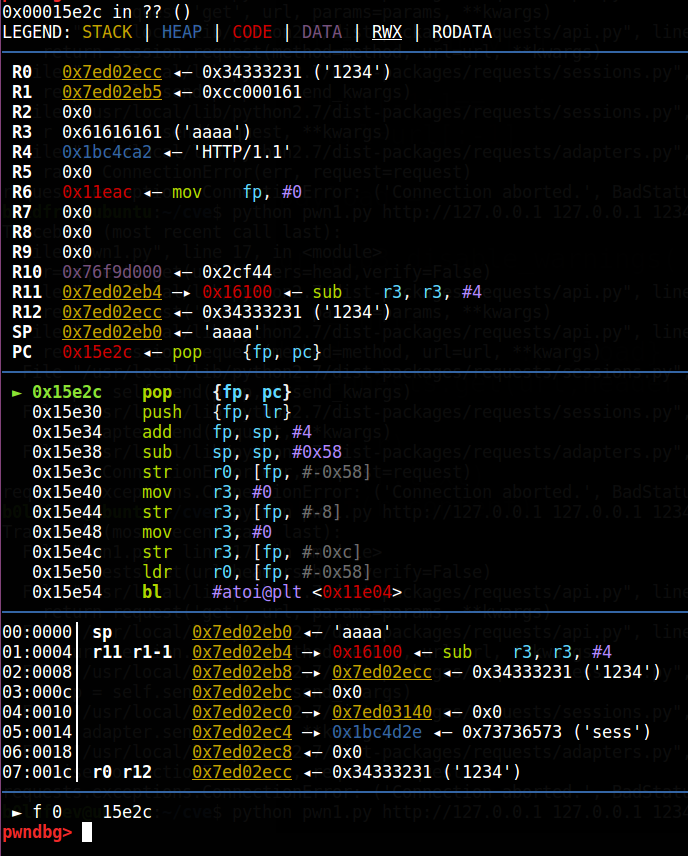 0x00015e2c in ?? ()
LEGEND: STACK | HEAP | CODE | DATA | RWX | RODATA
R0 0x7ed02ecc ◂— 0x34333231 ('1234')
R1 0x7ed02eb5 ◂— 0xcc000161
R2 0x0
R3 0x61616161 ('aaaa')
R4 0x1bc4ca2 ◂— 'HTTP/1.1'
R5 0x0
R6 0x11eac ◂— mov fp, #0
R7 0x0
R8 0x0
R9 0x0
R10 0x76f9d000 ◂— 0x2cf44
R11 0x7ed02eb4 —▸ 0x16100 ◂— sub r3, r3, #4
R12 0x7ed02ecc ◂— 0x34333231 ('1234')
SP 0x7ed02eb0 ◂— 'aaaa'
PC 0x15e2c ◂— pop {fp, pc}
► 0x15e2c pop {fp, pc}
0x15e30 push {fp, lr}
0x15e34 add fp, sp, #4
0x15e38 sub sp, sp, #0x58
0x15e3c str r0, [fp, #-0x58]
0x15e40 mov r3, #0
0x15e44 str r3, [fp, #-8]
0x15e48 mov r3, #0
0x15e4c str r3, [fp, #-0xc]
0x15e50 ldr r0, [fp, #-0x58]
0x15e54 bl #atoi@plt <0x11e04>
00:0000│ sp 0x7ed02eb0 ◂— 'aaaa'
01:0004│ r11 r1-1 0x7ed02eb4 —▸ 0x16100 ◂— sub r3, r3, #4
02:0008│ 0x7ed02eb8 —▸ 0x7ed02ecc ◂— 0x34333231 ('1234')
03:000c│ 0x7ed02ebc ◂— 0x0
04:0010│ 0x7ed02ec0 —▸ 0x7ed03140 ◂— 0x0
05:0014│ 0x7ed02ec4 —▸ 0x1bc4d2e ◂— 0x73736573 ('sess')
06:0018│ 0x7ed02ec8 ◂— 0x0
07:001c│ r0 r12 0x7ed02ecc ◂— 0x34333231 ('1234')
► f 0 15e2c
pwndbg>